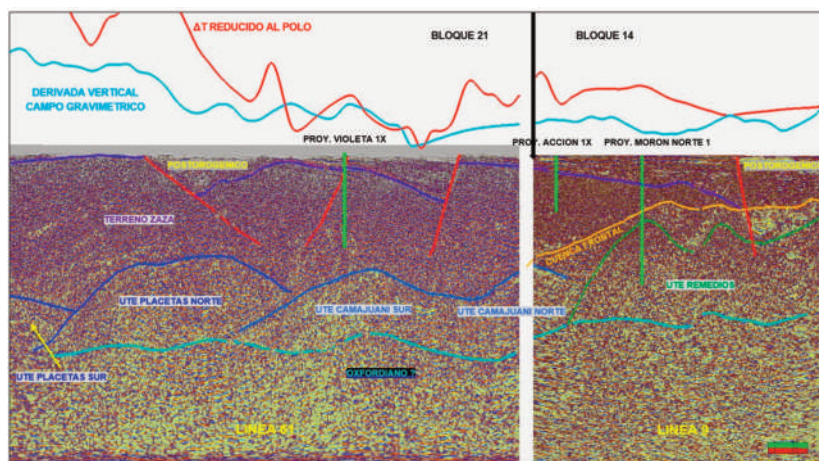 ΔT REDUCIDO AL POLO
BLOQUE 21
BLOQUE 14
DERIVADA VERTICAL
CAMPO GRAVIMETRICO
PROY. VIOLETA 1X
PROY. ACCION 1X
PROY. MORON NORTE 1
POSTOROGENICO
POSTOROGENICO
TERRENO ZAZA
CUENCA FRONTAL
UTE PLACETAS NORTE
UTE CAMAJUANI SUR
UTE CAMAJUANI NORTE
UTE REMEDIOS
UTE PLACETAS SUR
OXFORDIANO ?
LINEA 61
LINEA 9